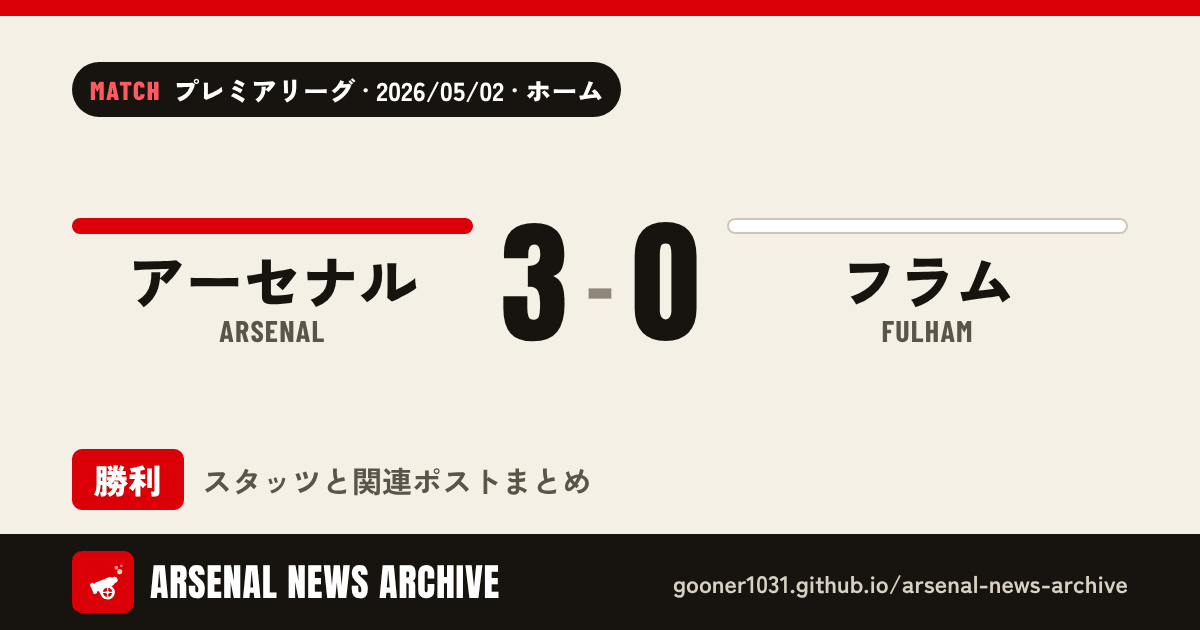 MATCH プレミアリーグ · 2026/05/02 · ホーム
アーセナル 3 - 0 フラム
ARSENAL FULHAM
勝利 スタッツと関連ポストまとめ
ARSENAL NEWS ARCHIVE gooner1031.github.io/arsenal-news-archive